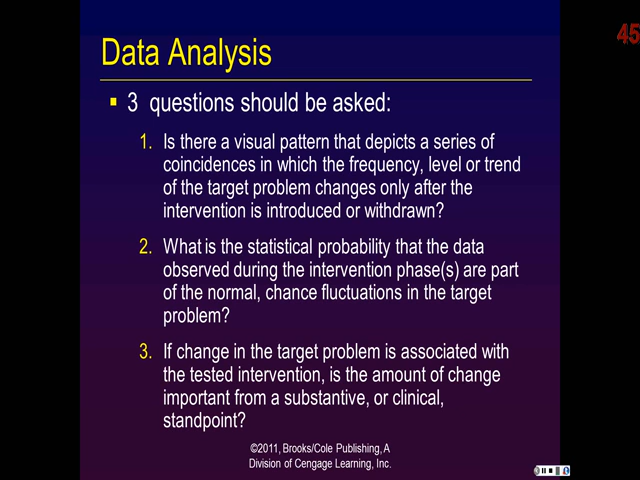 Data Analysis
45
3 questions should be asked:
1. Is there a visual pattern that depicts a series of
coincidences in which the frequency, level or trend
of the target problem changes only after the
intervention is introduced or withdrawn?
2. What is the statistical probability that the data
observed during the intervention phase(s) are part
of the normal, chance fluctuations in the target
problem?
3. If change in the target problem is associated with
the tested intervention, is the amount of change
important from a substantive, or clinical,
standpoint?
©2011, Brooks/Cole Publishing, A
Division of Cengage Learning, Inc.